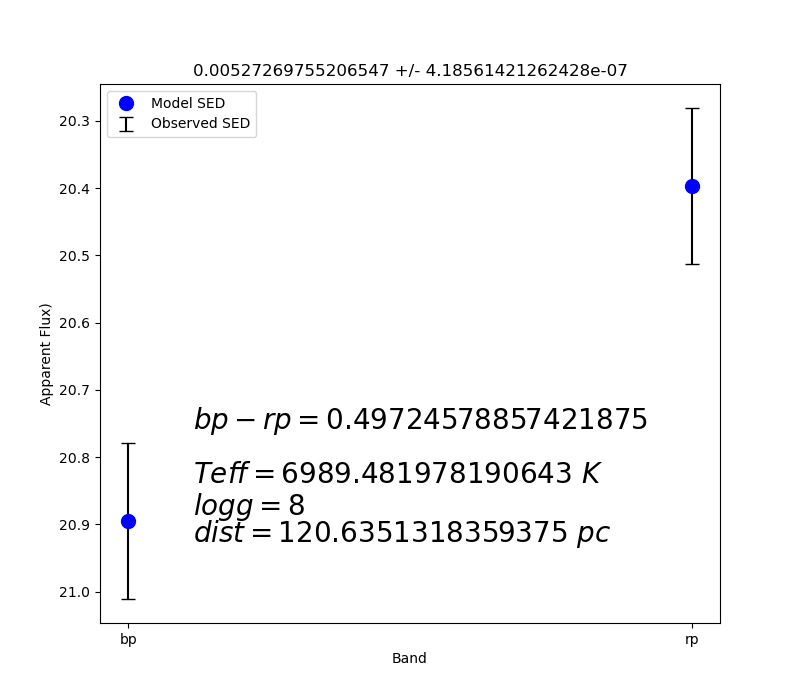 0.00527269755206547 +/- 4.18561421262428e-07
Model SED
Observed SED
20.3
20.4
20.5
20.6
20.7
20.8
20.9
21.0
Apparent Flux)
bp − rp = 0.49724578857421875
Teff = 6989.481978190643 K
logg = 8
dist = 120.6351318359375 pc
bp
rp
Band